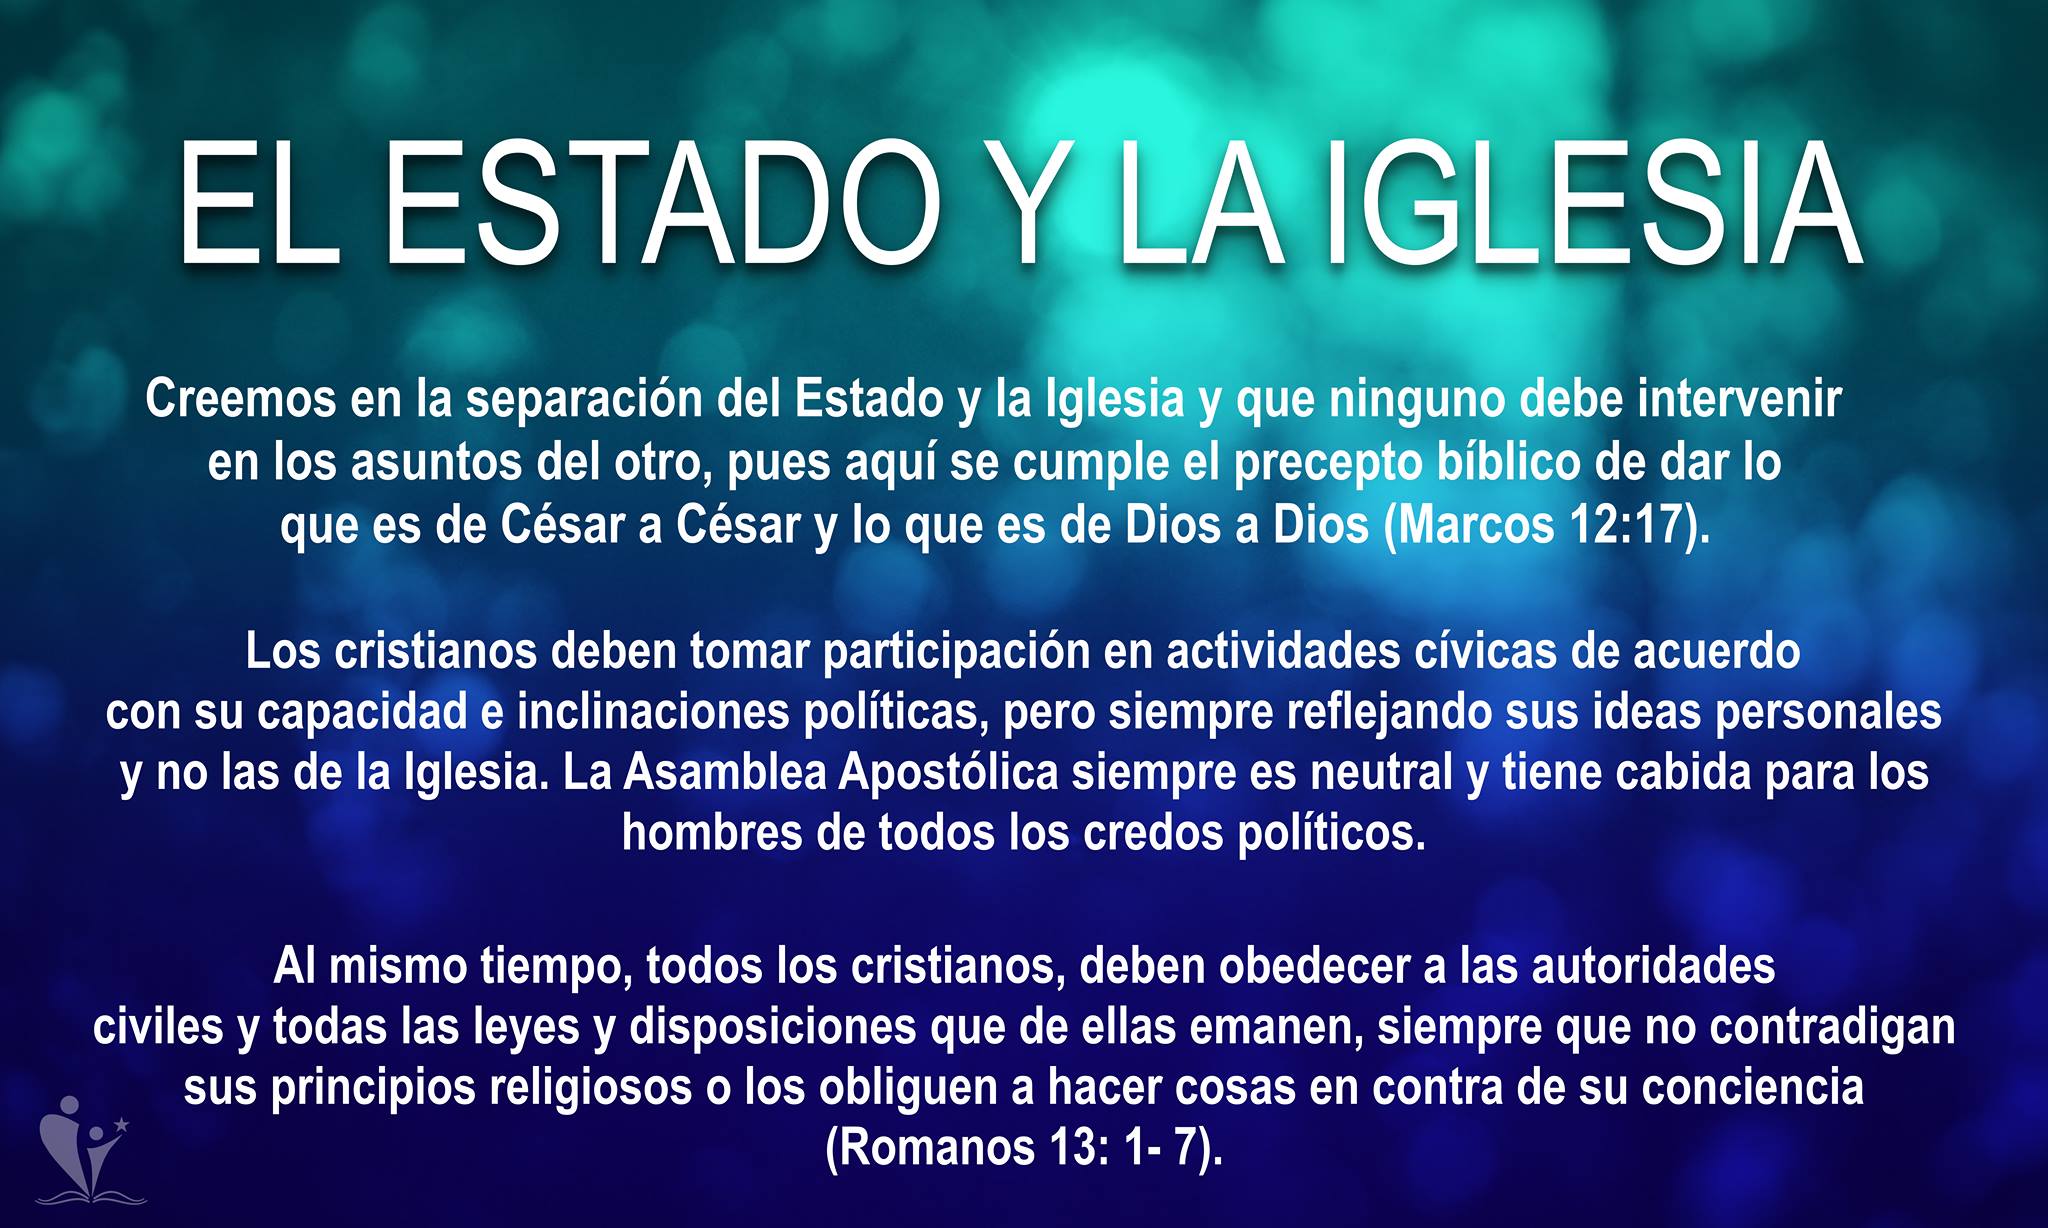 EL ESTADO Y LA IGLESIA
Creemos en la separación del Estado y la Iglesia y que ninguno debe intervenir
en los asuntos del otro, pues aquí se cumple el precepto bíblico de dar lo
que es de César a César y lo que es de Dios a Dios (Marcos 12:17).
Los cristianos deben tomar participación en actividades cívicas de acuerdo
con su capacidad e inclinaciones políticas, pero siempre reflejando sus ideas personales
y no las de la Iglesia. La Asamblea Apostólica siempre es neutral y tiene cabida para los
hombres de todos los credos políticos.
Al mismo tiempo, todos los cristianos, deben obedecer a las autoridades
civiles y todas las leyes y disposiciones que de ellas emanen, siempre que no contradigan
sus principios religiosos o los obliguen a hacer cosas en contra de su conciencia
(Romanos 13: 1- 7).